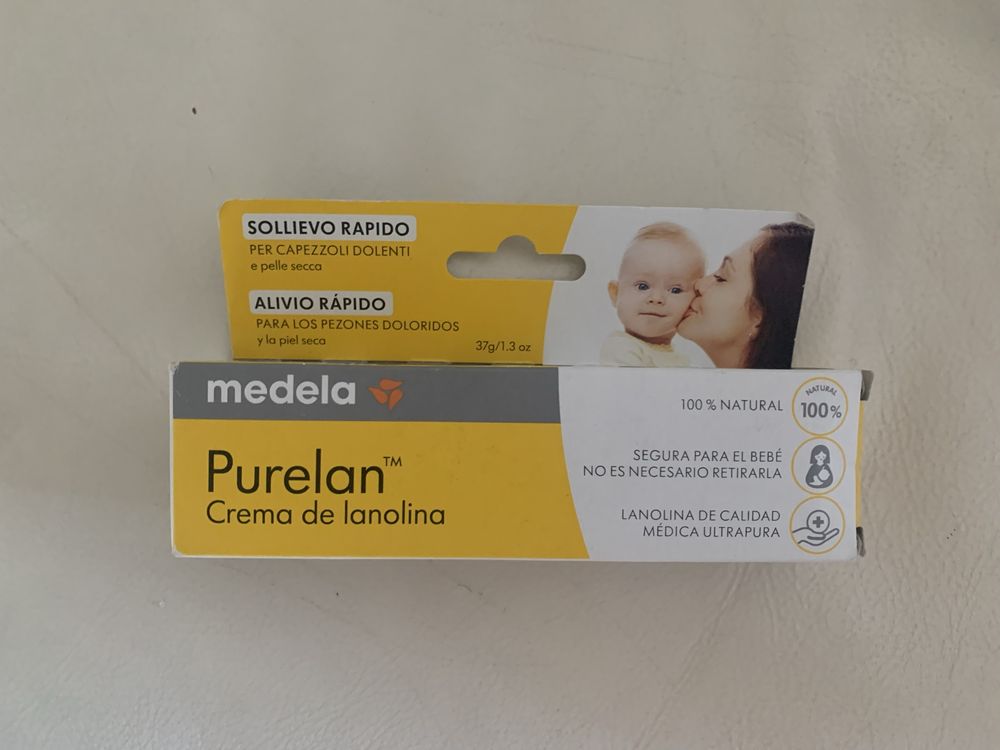 SOLLIEVO RAPIDO
PER CAPEZZOLI DOLENTI
e pelle secca
ALIVIO RÁPIDO
PARA LOS PEZONES DOLORIDOS
y la piel seca
37g/1.3 oz
medela
Purelan™
Crema de lanolina
100 % NATURAL
NATURAL
100%
SEGURA PARA EL BEBÉ
NO ES NECESARIO RETIRARLA
LANOLINA DE CALIDAD
MÉDICA ULTRAPURA